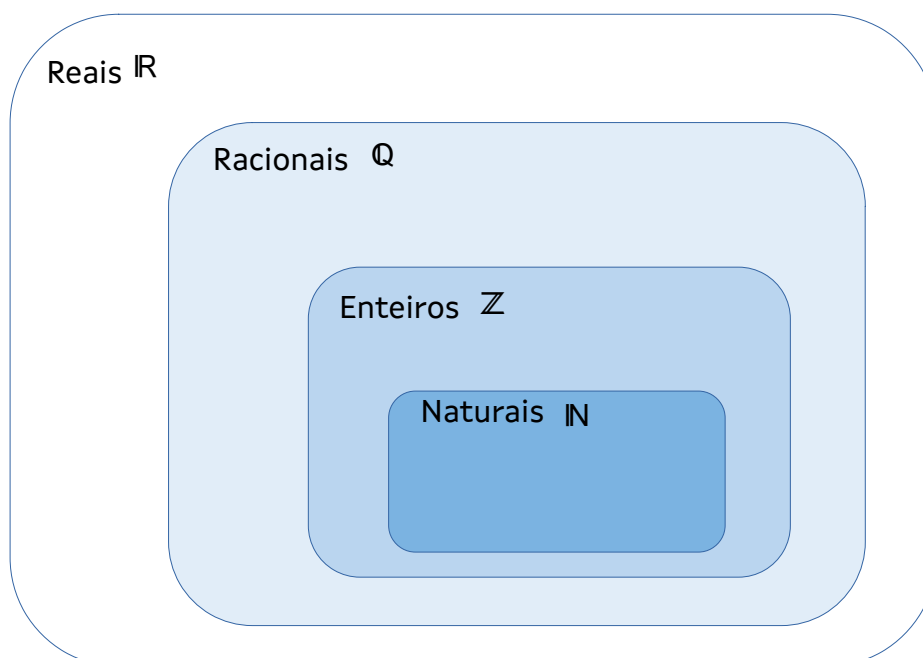 Reais ℝ
Racionais ℚ
Enteiros ℤ
Naturais ℕ